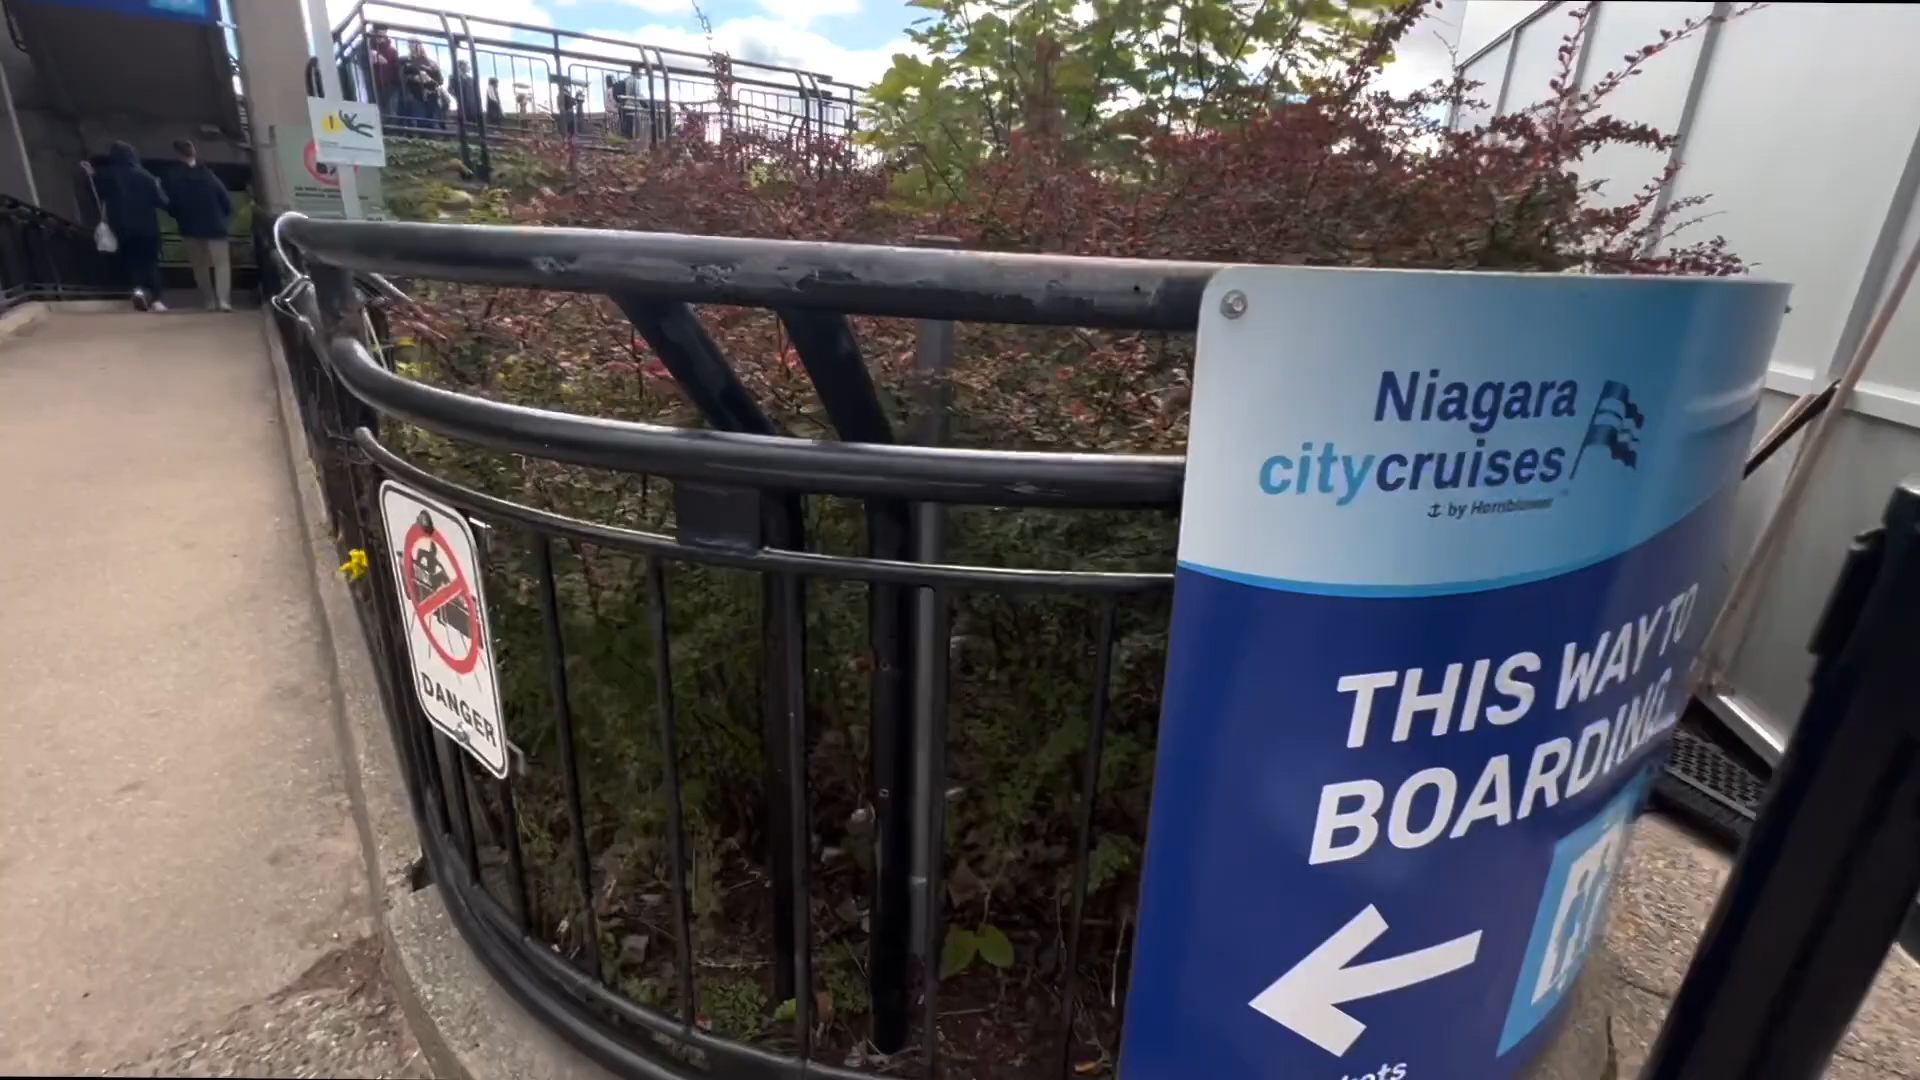 Niagara
citycruises
by Hornblower
THIS WAY TO
BOARDING
DANGER